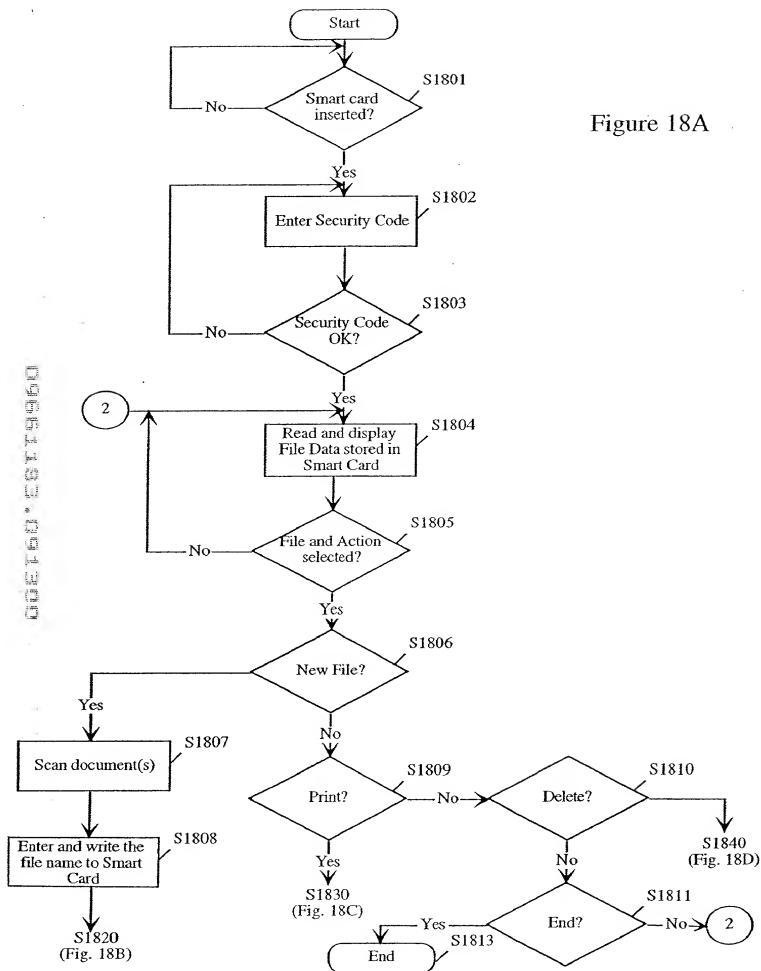 Start
S1801
Smart card
inserted?
No
Figure 18A
Yes
S1802
Enter Security Code
S1803
Security Code
OK?
No
Yes
2
S1804
Read and display
File Data stored in
Smart Card
S1805
File and Action
selected?
No
Yes
S1806
New File?
Yes
No
S1807
Scan document(s)
S1809
Print?
No
S1810
Delete?
S1808
Enter and write the
file name to Smart
Card
Yes
S1830
(Fig. 18C)
No
S1840
(Fig. 18D)
S1811
End?
Yes
No
2
S1820
(Fig. 18B)
S1813
End